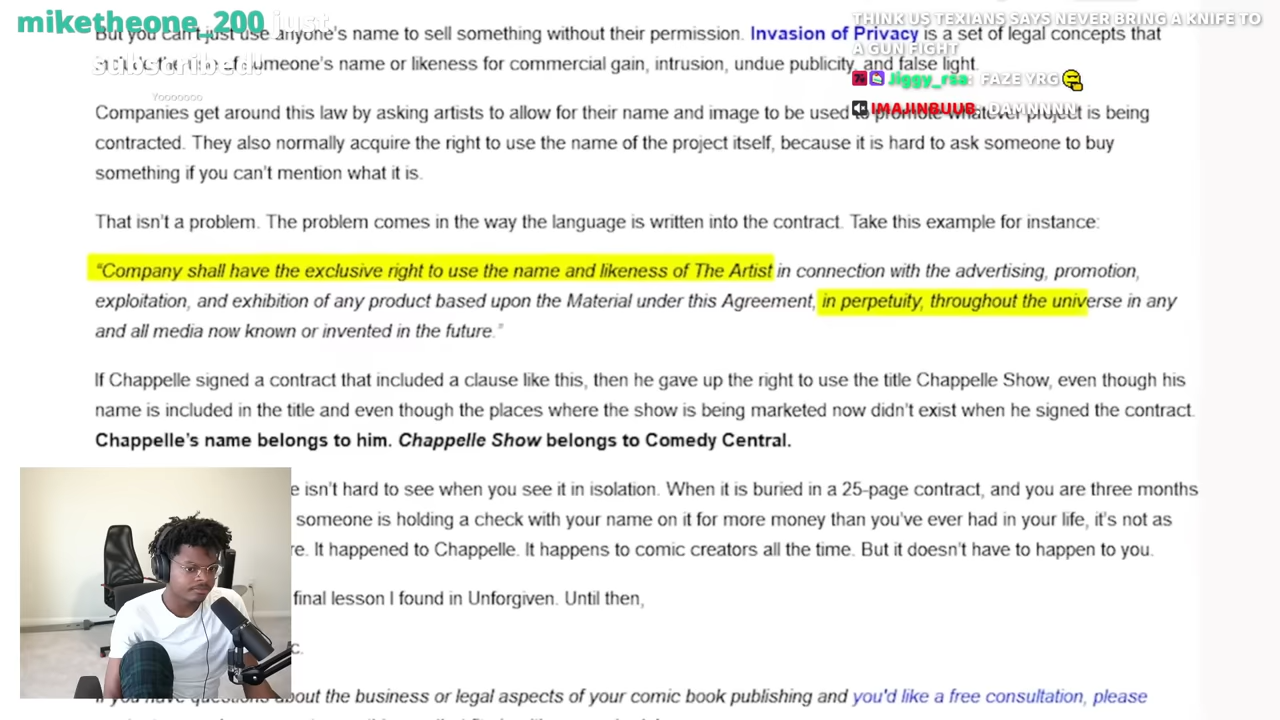 miketheone_200 just
subscribed!
Yooooooo
THINK US TEXIANS SAYS NEVER BRING A KNIFE TO
A GUN FIGHT
Jiggy_rsa: FAZE YRG
IMAJINBUUB: DAMNNNN
But you can't just use anyone's name to sell something without their permission. Invasion of Privacy is a set of legal concepts that
include the use of someone's name or likeness for commercial gain, intrusion, undue publicity, and false light.
Companies get around this law by asking artists to allow for their name and image to be used to promote whatever project is being
contracted. They also normally acquire the right to use the name of the project itself, because it is hard to ask someone to buy
something if you can't mention what it is.
That isn't a problem. The problem comes in the way the language is written into the contract. Take this example for instance:
“Company shall have the exclusive right to use the name and likeness of The Artist in connection with the advertising, promotion,
exploitation, and exhibition of any product based upon the Material under this Agreement, in perpetuity, throughout the universe in any
and all media now known or invented in the future.”
If Chappelle signed a contract that included a clause like this, then he gave up the right to use the title Chappelle Show, even though his
name is included in the title and even though the places where the show is being marketed now didn't exist when he signed the contract.
Chappelle's name belongs to him. Chappelle Show belongs to Comedy Central.
e isn't hard to see when you see it in isolation. When it is buried in a 25-page contract, and you are three months
someone is holding a check with your name on it for more money than you've ever had in your life, it's not as
re. It happened to Chappelle. It happens to comic creators all the time. But it doesn't have to happen to you.
final lesson I found in Unforgiven. Until then,
c.
If you have questions about the business or legal aspects of your comic book publishing and you'd like a free consultation, please